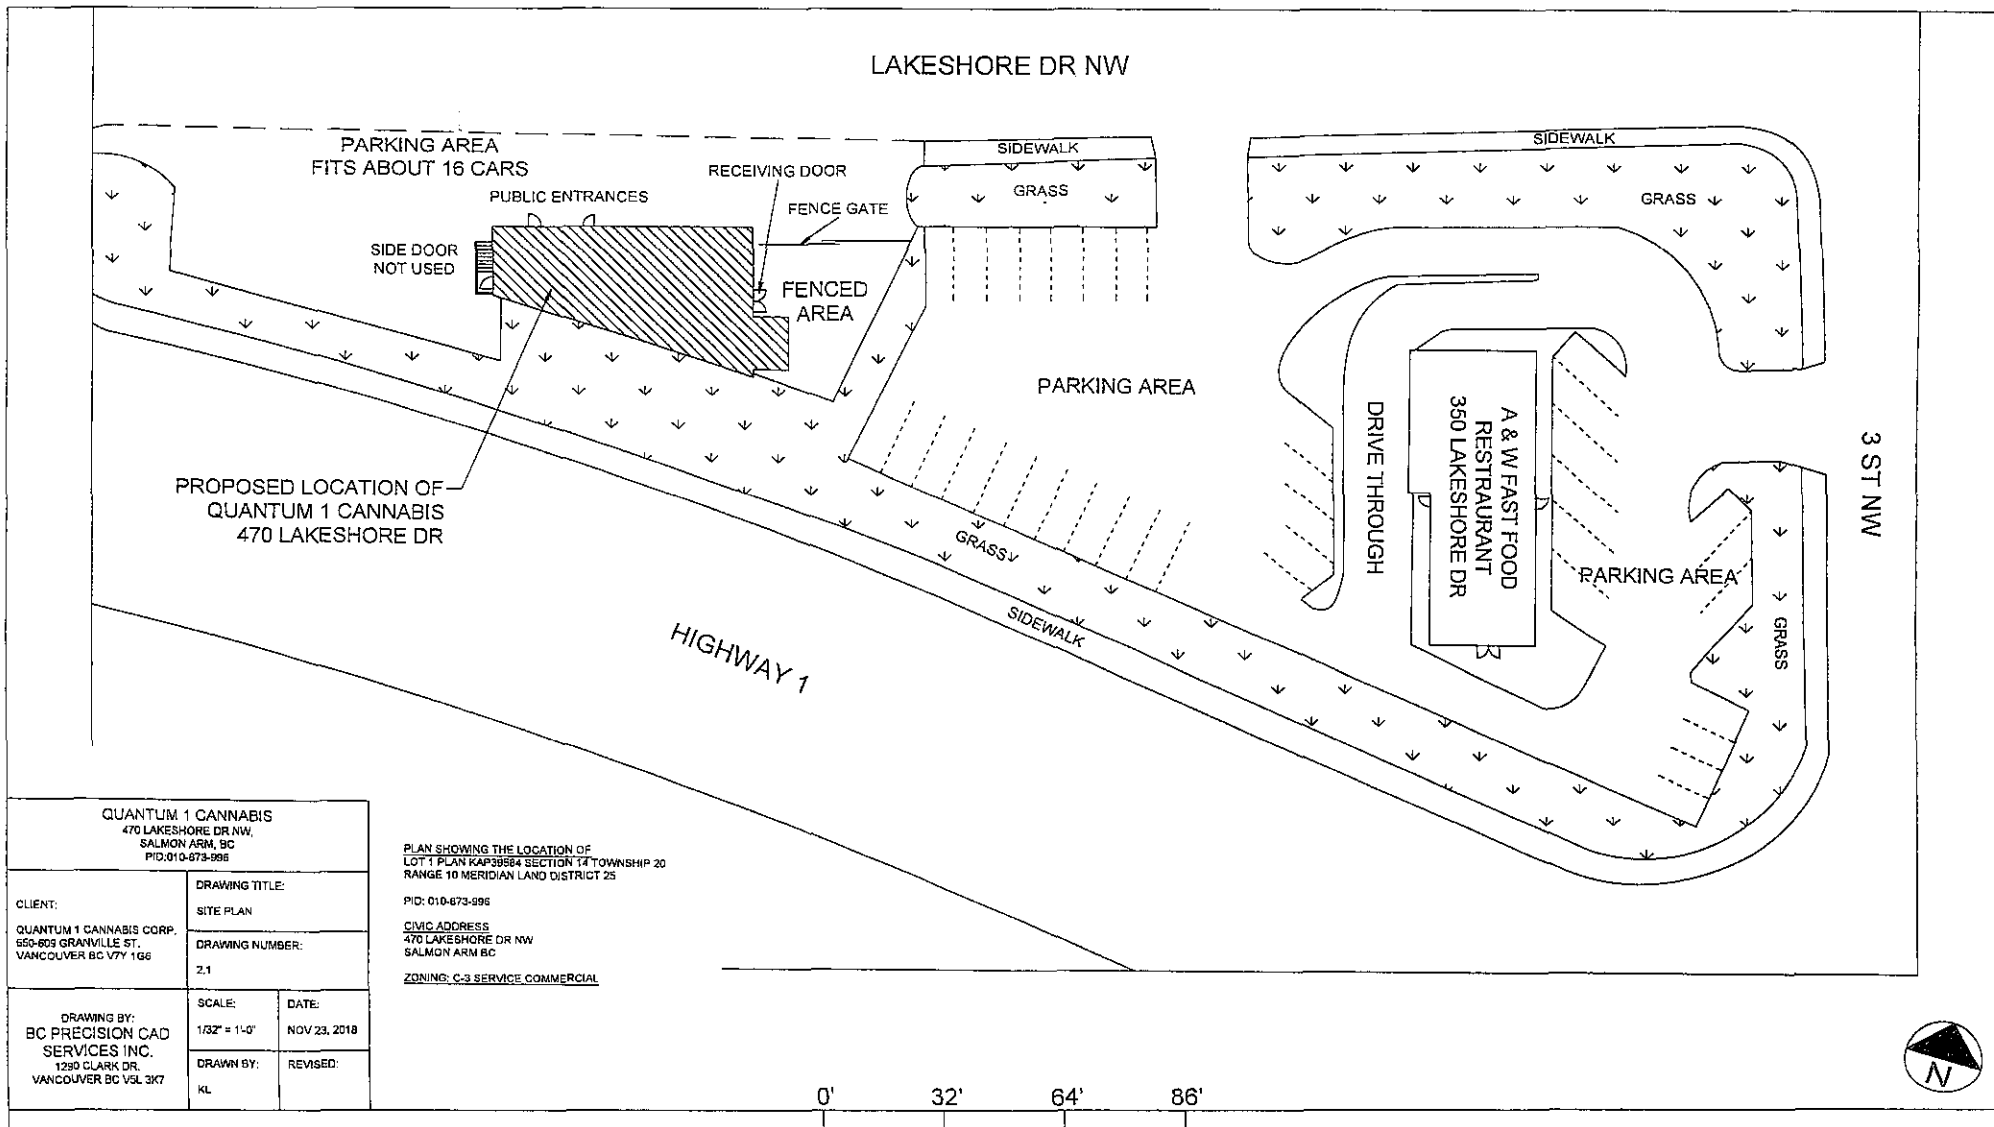 LAKESHORE DR NW
PARKING AREA
FITS ABOUT 16 CARS
PUBLIC ENTRANCES
RECEIVING DOOR
FENCE GATE
SIDE DOOR
NOT USED
FENCED
AREA
SIDEWALK
GRASS
SIDEWALK
GRASS
PARKING AREA
DRIVE THROUGH
A & W FAST FOOD
RESTRAURANT
350 LAKESHORE DR
PARKING AREA
3 ST NW
GRASS
PROPOSED LOCATION OF
QUANTUM 1 CANNABIS
470 LAKESHORE DR
GRASS
SIDEWALK
HIGHWAY 1
QUANTUM 1 CANNABIS
470 LAKESHORE DR NW,
SALMON ARM, BC
PID:010-673-996
CLIENT:
QUANTUM 1 CANNABIS CORP.
650-609 GRANVILLE ST.
VANCOUVER BC V7Y 1G6
DRAWING TITLE:
SITE PLAN
DRAWING NUMBER:
2.1
DRAWING BY:
BC PRECISION CAD
SERVICES INC.
1290 CLARK DR.
VANCOUVER BC V5L 3K7
SCALE:
1/32" = 1'-0"
DATE:
NOV 23, 2018
DRAWN BY:
KL
REVISED:
PLAN SHOWING THE LOCATION OF
LOT 1 PLAN KAP39584 SECTION 14 TOWNSHIP 20
RANGE 10 MERIDIAN LAND DISTRICT 25
PID: 010-673-996
CIVIC ADDRESS
470 LAKESHORE DR NW
SALMON ARM BC
ZONING: C-3 SERVICE COMMERCIAL
0' 32' 64' 86'
N